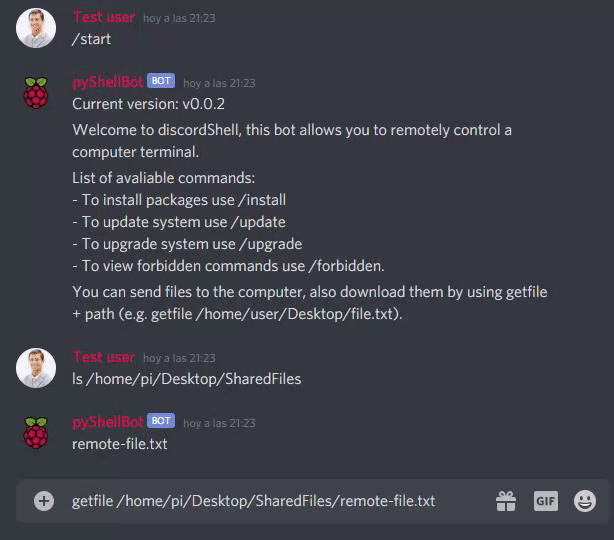 Test user hoy a las 21:23
/start
pyShellBot BOT hoy a las 21:23
Current version: v0.0.2
Welcome to discordShell, this bot allows you to remotely control a
computer terminal.
List of avaliable commands:
- To install packages use /install
- To update system use /update
- To upgrade system use /upgrade
- To view forbidden commands use /forbidden.
You can send files to the computer, also download them by using getfile
+ path (e.g. getfile /home/user/Desktop/file.txt).
Test user hoy a las 21:23
ls /home/pi/Desktop/SharedFiles
pyShellBot BOT hoy a las 21:23
remote-file.txt
getfile /home/pi/Desktop/SharedFiles/remote-file.txt GIF